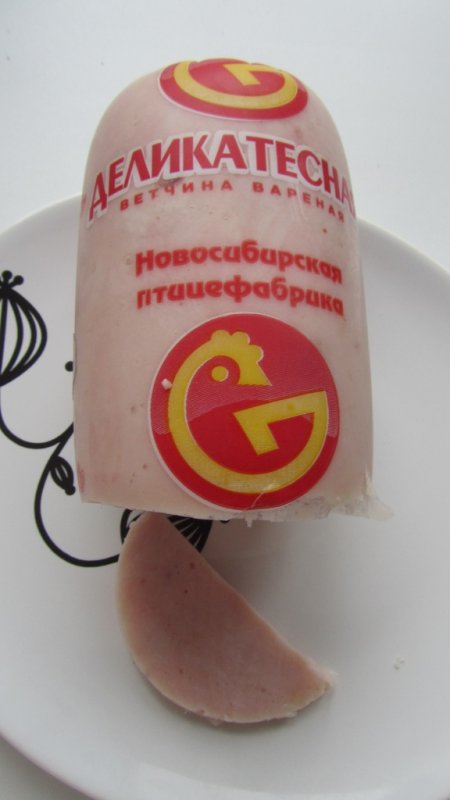 ДЕЛИКАТЕСНАЯ
ВЕТЧИНА ВАРЕНАЯ
Новосибирская
птицефабрика